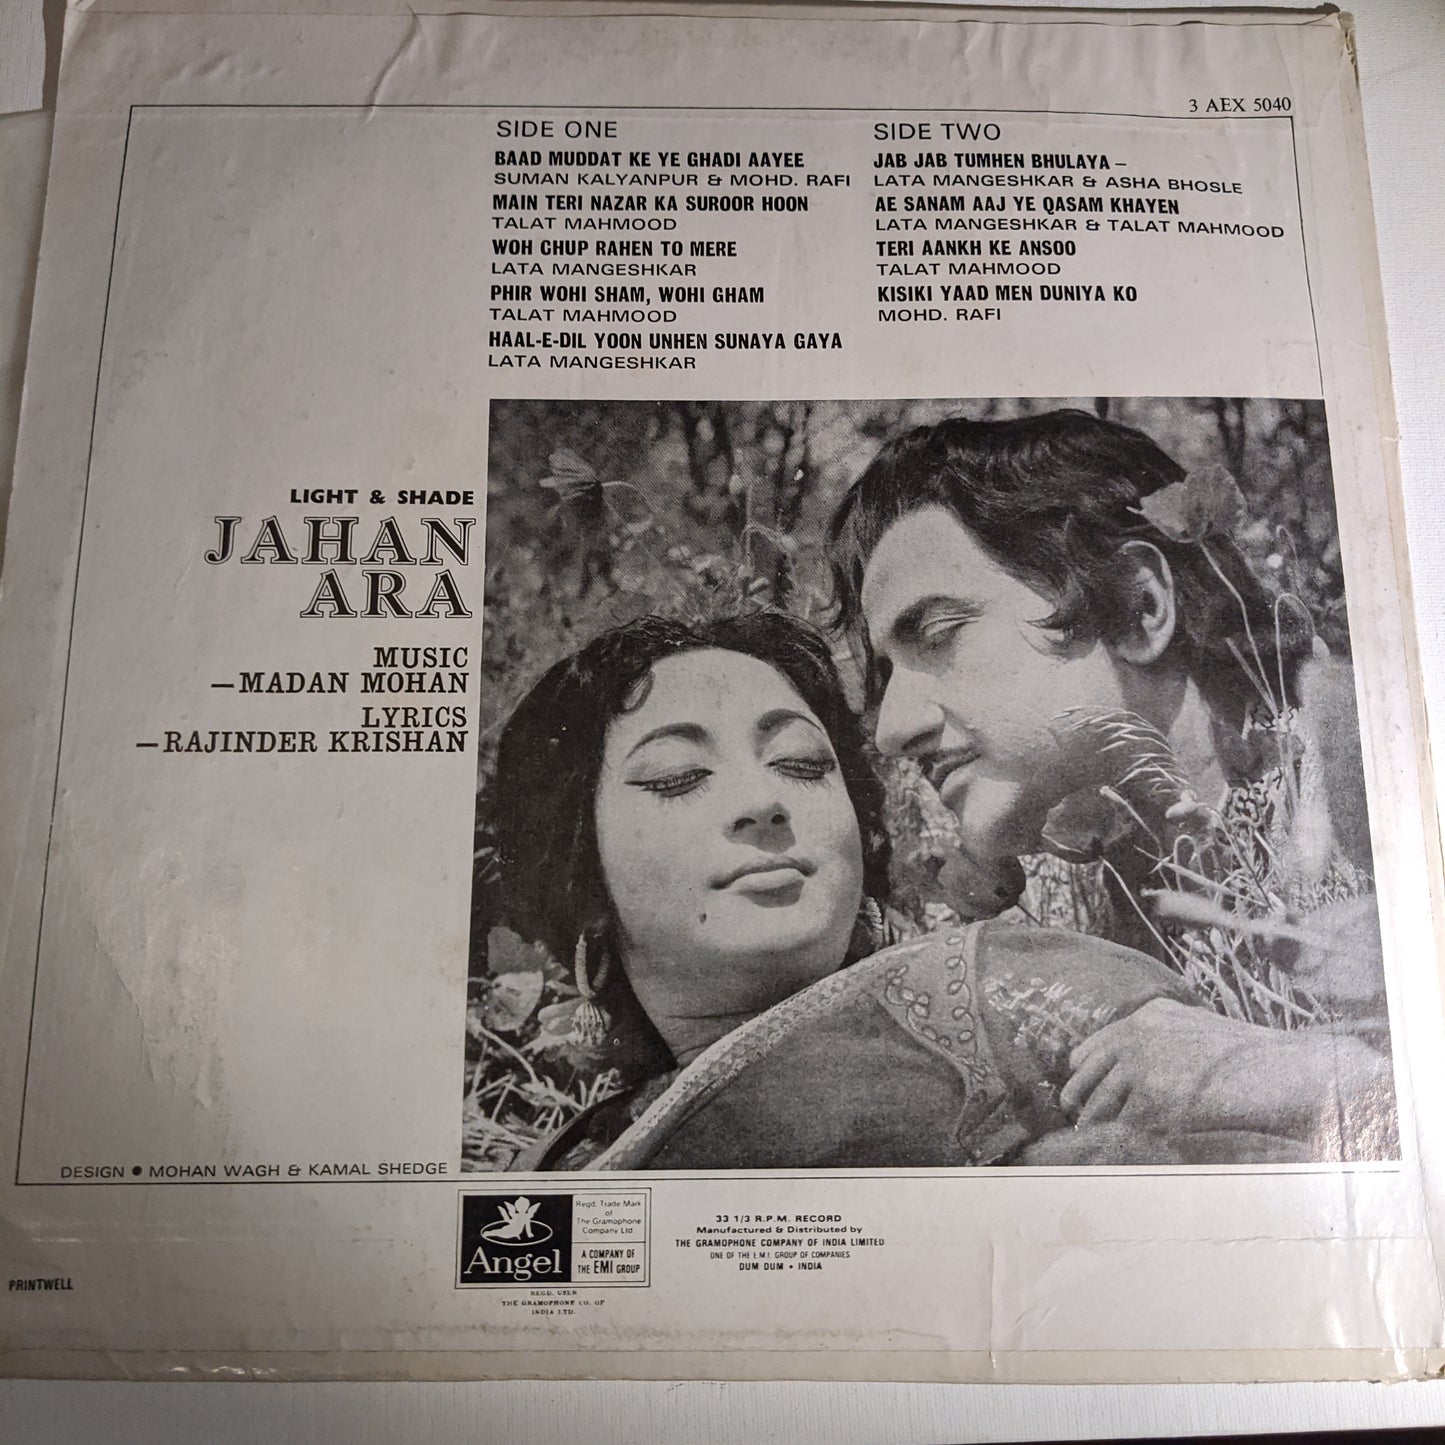 3 AEX 5040
SIDE ONE
BAAD MUDDAT KE YE GHADI AAYEE
SUMAN KALYANPUR & MOHD. RAFI
MAIN TERI NAZAR KA SUROOR HOON
TALAT MAHMOOD
WOH CHUP RAHEN TO MERE
LATA MANGESHKAR
PHIR WOHI SHAM, WOHI GHAM
TALAT MAHMOOD
HAAL-E-DIL YOON UNHEN SUNAYA GAYA
LATA MANGESHKAR
SIDE TWO
JAB JAB TUMHEN BHULAYA –
LATA MANGESHKAR & ASHA BHOSLE
AE SANAM AAJ YE QASAM KHAYEN
LATA MANGESHKAR & TALAT MAHMOOD
TERI AANKH KE ANSOO
TALAT MAHMOOD
KISIKI YAAD MEN DUNIYA KO
MOHD. RAFI
LIGHT & SHADE
JAHAN
ARA
MUSIC
—MADAN MOHAN
LYRICS
—RAJINDER KRISHAN
DESIGN ● MOHAN WAGH & KAMAL SHEDGE
Angel
Regd. Trade Mark
of
The Gramophone
Company Ltd.
A COMPANY OF
THE EMI GROUP
REGD. USER
THE GRAMOPHONE CO. OF
INDIA LTD.
33 1/3 R.P.M. RECORD
Manufactured & Distributed by
THE GRAMOPHONE COMPANY OF INDIA LIMITED
ONE OF THE E.M.I. GROUP OF COMPANIES
DUM DUM • INDIA
PRINTWELL